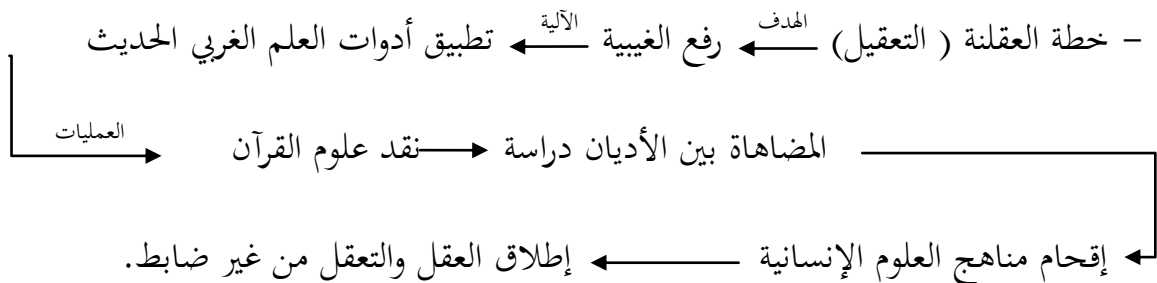 – خطة العقلنة ( التعقيل) الهدف رفع الغيبية الآلية تطبيق أدوات العلم الغربي الحديث
العمليات نقد علوم القرآن المضاهاة بين الأديان دراسة
إقحام مناهج العلوم الإنسانية إطلاق العقل والتعقل من غير ضابط.